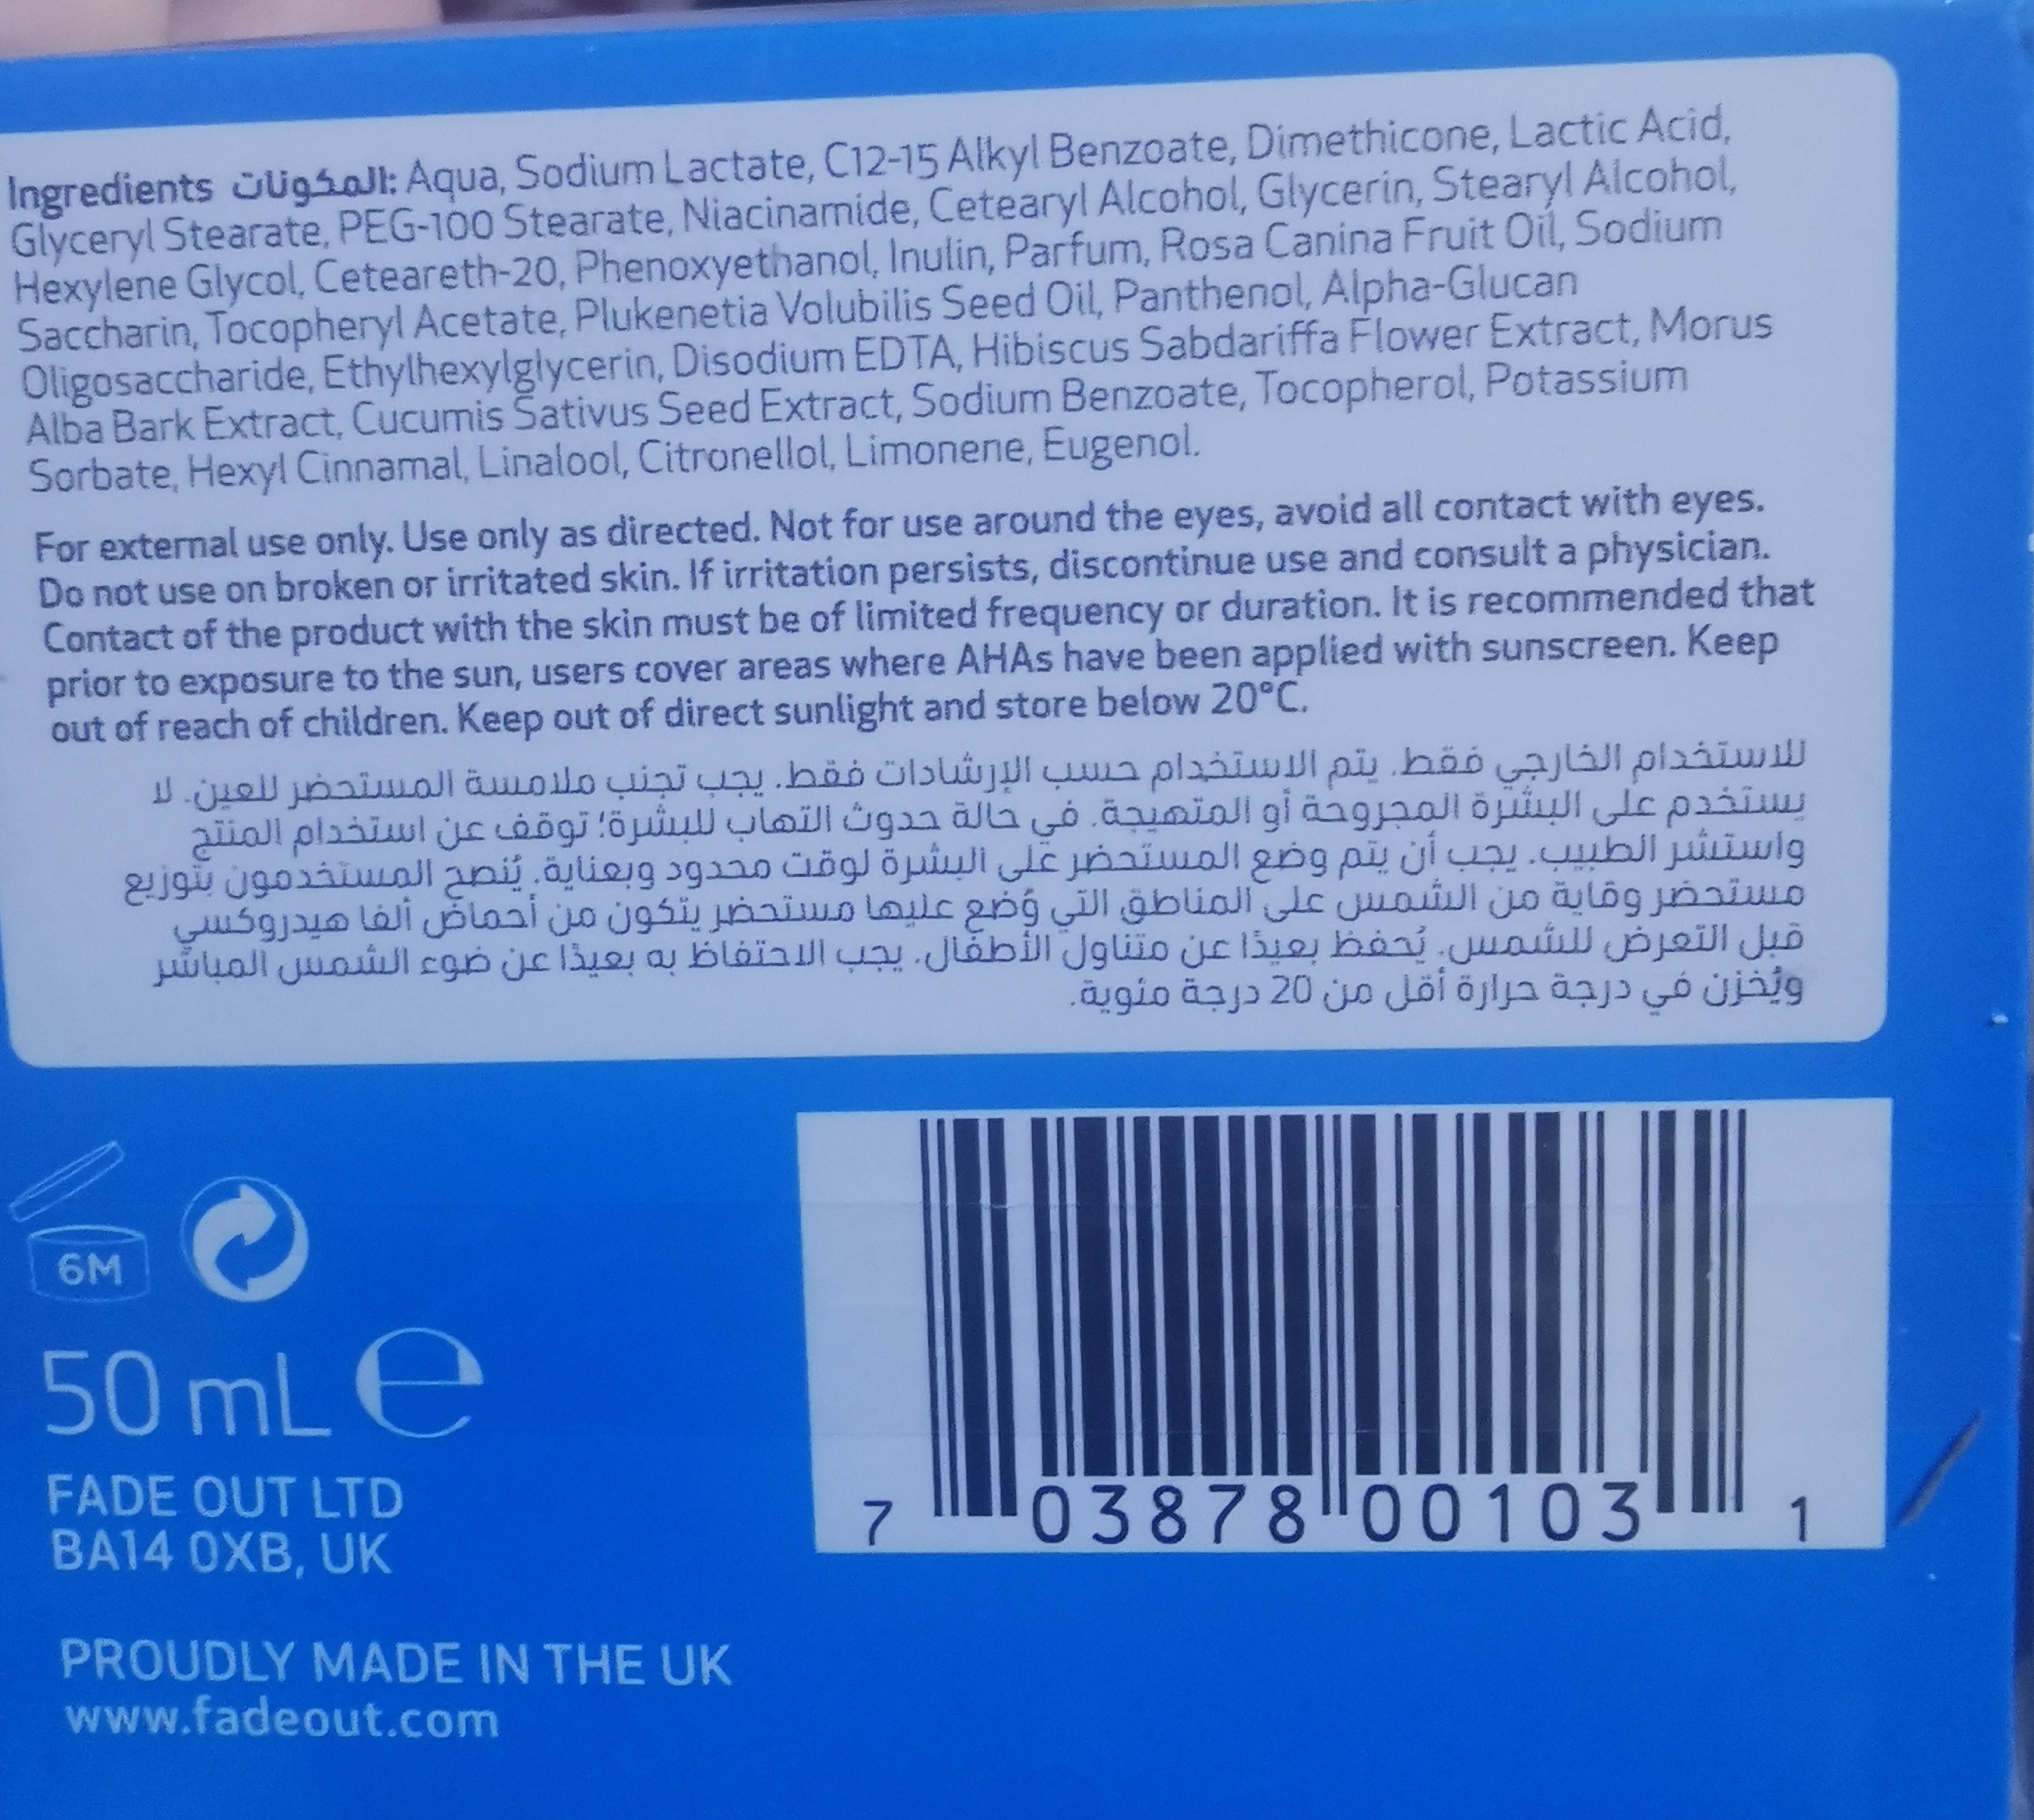 Ingredients المكونات: Aqua, Sodium Lactate, C12-15 Alkyl Benzoate, Dimethicone, Lactic Acid,
Glyceryl Stearate, PEG-100 Stearate, Niacinamide, Cetearyl Alcohol, Glycerin, Stearyl Alcohol,
Hexylene Glycol, Ceteareth-20, Phenoxyethanol, Inulin, Parfum, Rosa Canina Fruit Oil, Sodium
Saccharin, Tocopheryl Acetate, Plukenetia Volubilis Seed Oil, Panthenol, Alpha-Glucan
Oligosaccharide, Ethylhexylglycerin, Disodium EDTA, Hibiscus Sabdariffa Flower Extract, Morus
Alba Bark Extract, Cucumis Sativus Seed Extract, Sodium Benzoate, Tocopherol, Potassium
Sorbate, Hexyl Cinnamal, Linalool, Citronellol, Limonene, Eugenol.
For external use only. Use only as directed. Not for use around the eyes, avoid all contact with eyes.
Do not use on broken or irritated skin. If irritation persists, discontinue use and consult a physician.
Contact of the product with the skin must be of limited frequency or duration. It is recommended that
prior to exposure to the sun, users cover areas where AHAs have been applied with sunscreen. Keep
out of reach of children. Keep out of direct sunlight and store below 20°C.
للاستخدام الخارجي فقط. يتم الاستخدام حسب الإرشادات فقط. يجب تجنب ملامسة المستحضر للعين. لا
يستخدم على البشرة المجروحة أو المتهيجة. في حالة حدوث التهاب للبشرة؛ توقف عن استخدام المنتج
واستشر الطبيب. يجب أن يتم وضع المستحضر على البشرة لوقت محدود وبعناية. يُنصح المستخدمون بتوزيع
مستحضر وقاية من الشمس على المناطق التي وُضع عليها مستحضر يتكون من أحماض ألفا هيدروكسي
قبل التعرض للشمس. يُحفظ بعيدًا عن متناول الأطفال. يجب الاحتفاظ به بعيدًا عن ضوء الشمس المباشر
ويُخزن في درجة حرارة أقل من 20 درجة مئوية.
6M
50 mL e
FADE OUT LTD
BA14 0XB, UK
7 03878 00103 1
PROUDLY MADE IN THE UK
www.fadeout.com